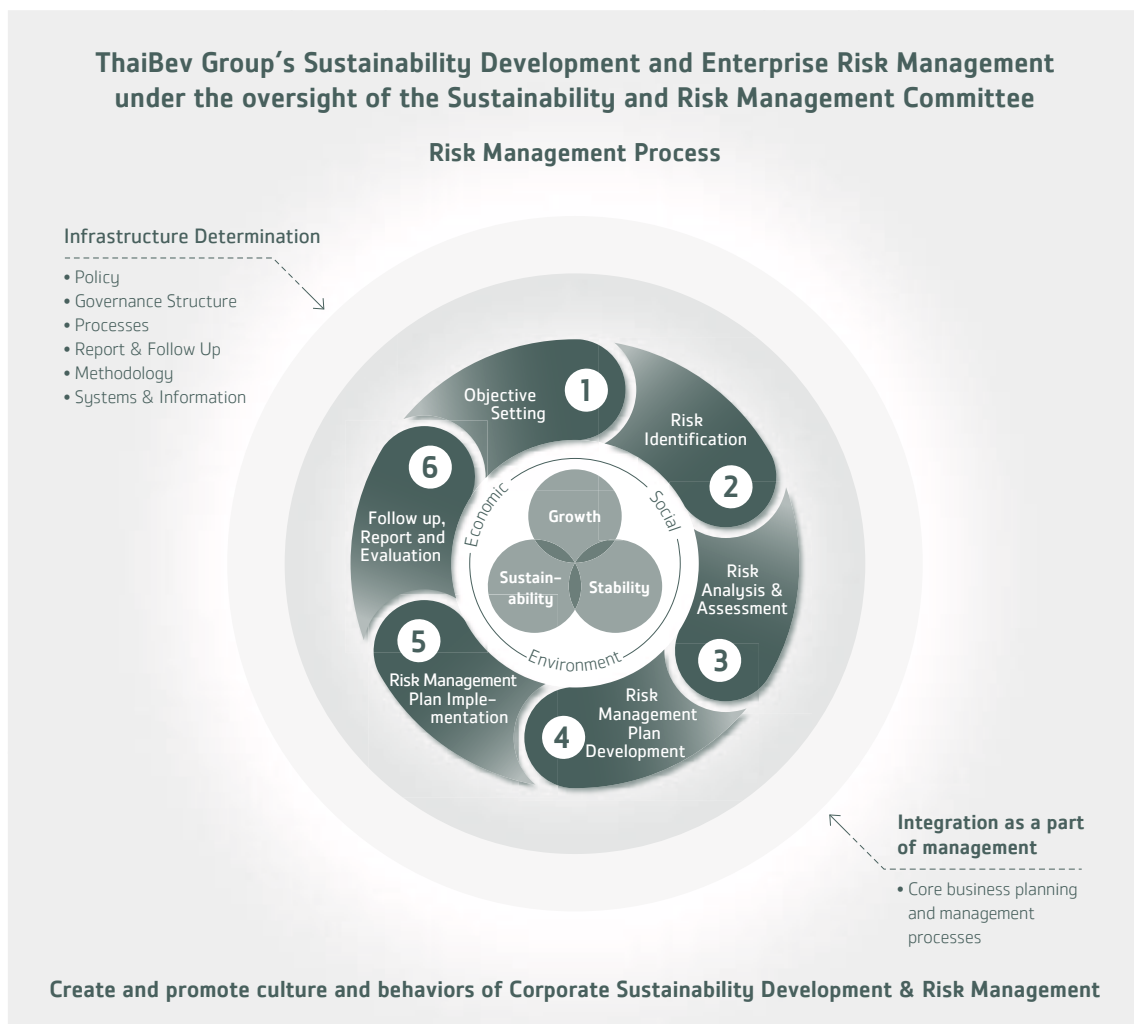 ThaiBev Group's Sustainability Development and Enterprise Risk Management
under the oversight of the Sustainability and Risk Management Committee
Risk Management Process
Infrastructure Determination
• Policy
• Governance Structure
• Processes
• Report & Follow Up
• Methodology
• Systems & Information
1
Objective
Setting
Risk
Identification
2
Risk
Analysis &
Assessment
3
Risk
Management
Plan
Development
4
5
Risk Management
Plan Imple-
mentation
6
Follow up,
Report and
Evaluation
Economic
Social
Environment
Growth
Sustain-
ability
Stability
Integration as a part
of management
• Core business planning
and management
processes
Create and promote culture and behaviors of Corporate Sustainability Development & Risk Management